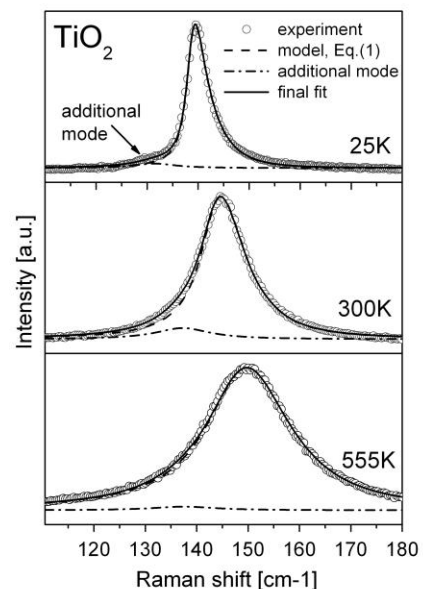 TiO₂
experiment
model, Eq.(1)
additional mode
final fit
additional
mode
25K
300K
555K
Intensity [a.u.]
120 130 140 150 160 170 180
Raman shift [cm-1]